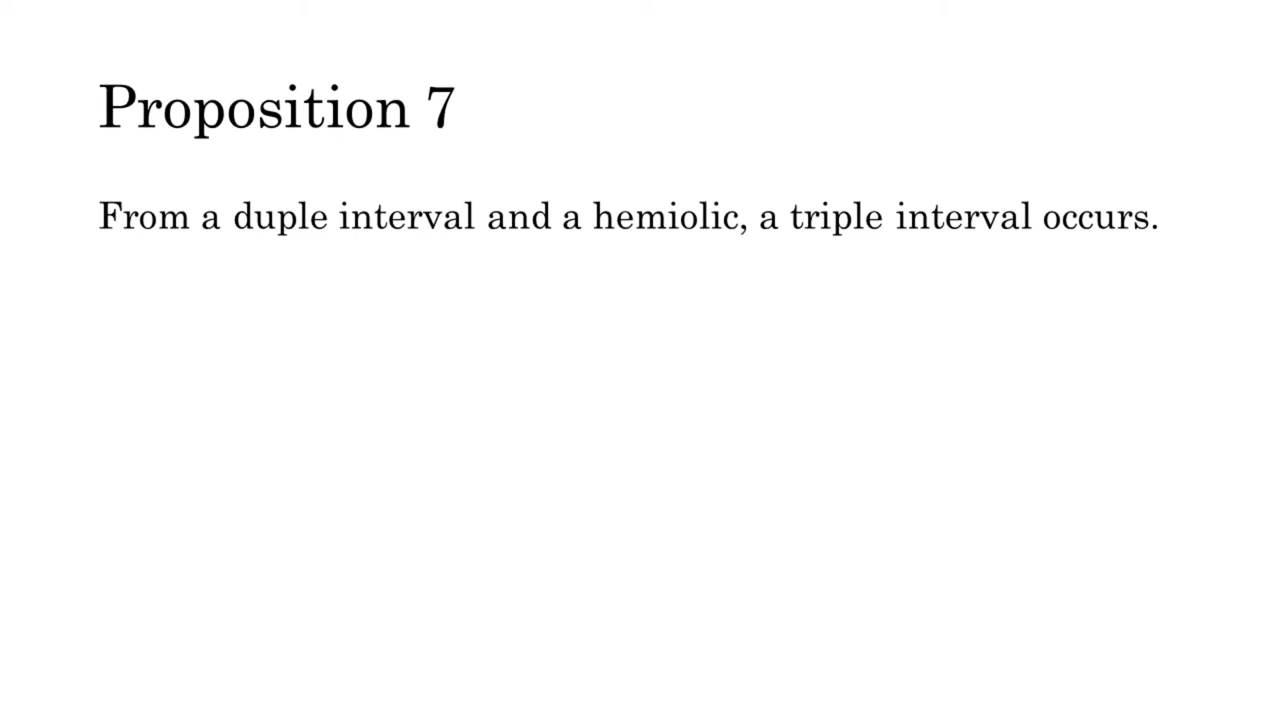 Proposition 7
From a duple interval and a hemiolic, a triple interval occurs.